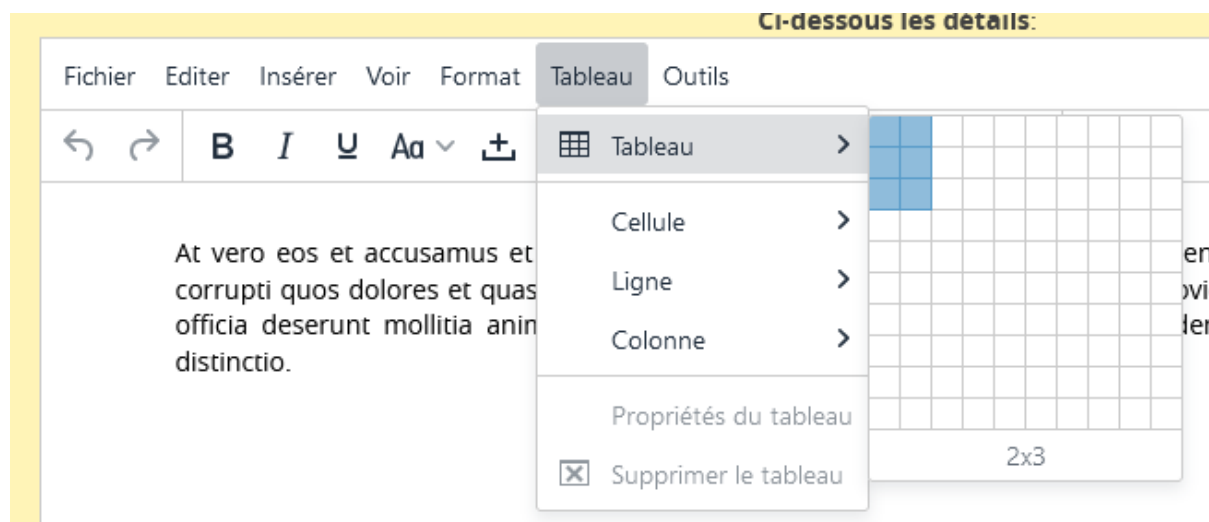 Ci-dessous les détails:
Fichier Editer Insérer Voir Format Tableau Outils
B I U Aa
Tableau
Cellule
Ligne
Colonne
Propriétés du tableau
Supprimer le tableau
2x3
At vero eos et accusamus et
corrupti quos dolores et quas
officia deserunt mollitia anim
distinctio.